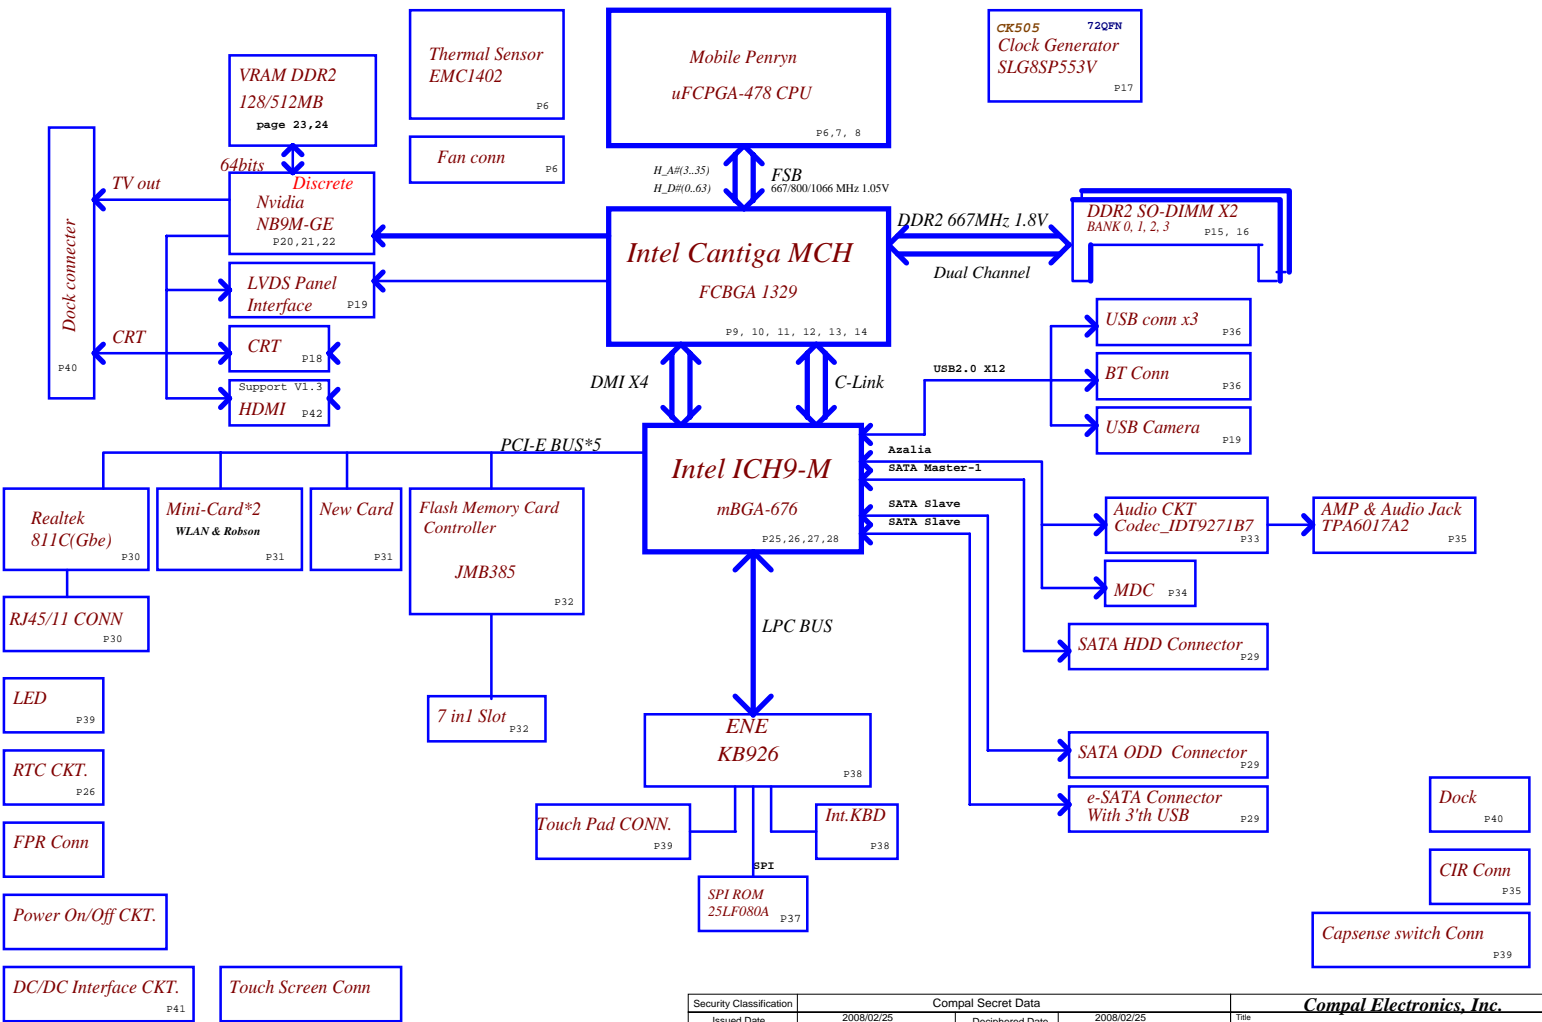 Thermal Sensor
EMC1402
P6
Mobile Penryn
uFCPGA-478 CPU
P6,7, 8
CK505 72QFN
Clock Generator
SLG8SP553V
P17
VRAM DDR2
128/512MB
page 23,24
Fan conn
P6
64bits
H_A#(3..35)
H_D#(0..63)
FSB
667/800/1066 MHz 1.05V
Dock connecter
P40
TV out
CRT
Discrete
Nvidia
NB9M-GE
P20,21,22
Intel Cantiga MCH
FCBGA 1329
P9, 10, 11, 12, 13, 14
DDR2 667MHz 1.8V
Dual Channel
DDR2 SO-DIMM X2
BANK 0, 1, 2, 3
P15, 16
LVDS Panel
Interface
P19
CRT
P18
Support V1.3
HDMI
P42
DMI X4
C-Link
USB2.0 X12
USB conn x3
P36
BT Conn
P36
USB Camera
P19
PCI-E BUS*5
Intel ICH9-M
mBGA-676
P25,26,27,28
Azalia
SATA Master-1
SATA Slave
SATA Slave
Realtek
811C(Gbe)
P30
Mini-Card*2
WLAN & Robson
P31
New Card
P31
Flash Memory Card
Controller
JMB385
P32
Audio CKT
Codec_IDT9271B7
P33
AMP & Audio Jack
TPA6017A2
P35
MDC
P34
RJ45/11 CONN
P30
LPC BUS
SATA HDD Connector
P29
LED
P39
7 in1 Slot
P32
ENE
KB926
P38
SATA ODD Connector
P29
RTC CKT.
P26
e-SATA Connector
With 3'th USB
P29
Dock
P40
Touch Pad CONN.
P39
Int.KBD
P38
FPR Conn
SPI
SPI ROM
25LF080A
P37
CIR Conn
P35
Power On/Off CKT.
Capsense switch Conn
P39
DC/DC Interface CKT.
P41
Touch Screen Conn
Security Classification
Compal Secret Data
Compal Electronics, Inc.
Issued Date
2008/02/25
Deciphered Date
2008/02/25
Title